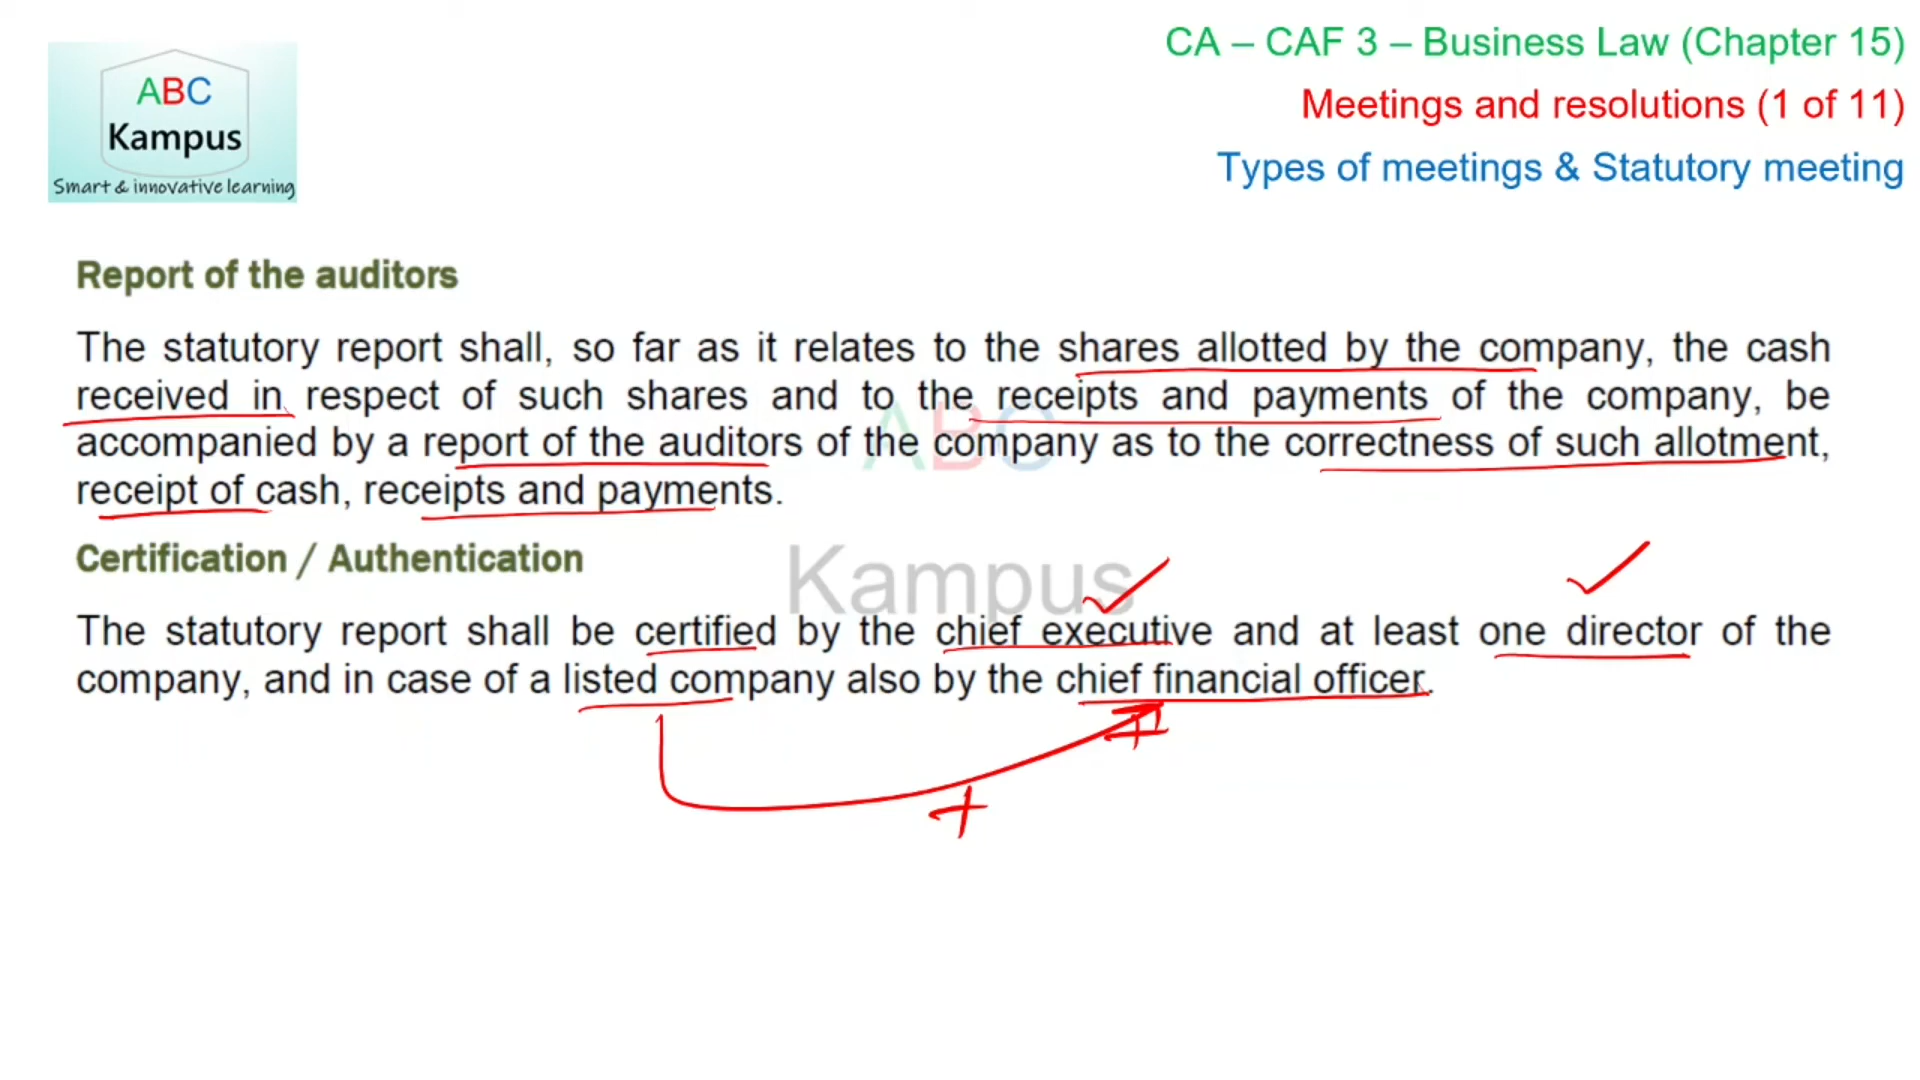 ABC
Kampus
Smart & innovative learning
CA – CAF 3 – Business Law (Chapter 15)
Meetings and resolutions (1 of 11)
Types of meetings & Statutory meeting
Report of the auditors
The statutory report shall, so far as it relates to the shares allotted by the company, the cash
received in respect of such shares and to the receipts and payments of the company, be
accompanied by a report of the auditors of the company as to the correctness of such allotment,
receipt of cash, receipts and payments.
ABC
Kampus
Certification / Authentication
The statutory report shall be certified by the chief executive and at least one director of the
company, and in case of a listed company also by the chief financial officer.
+
+